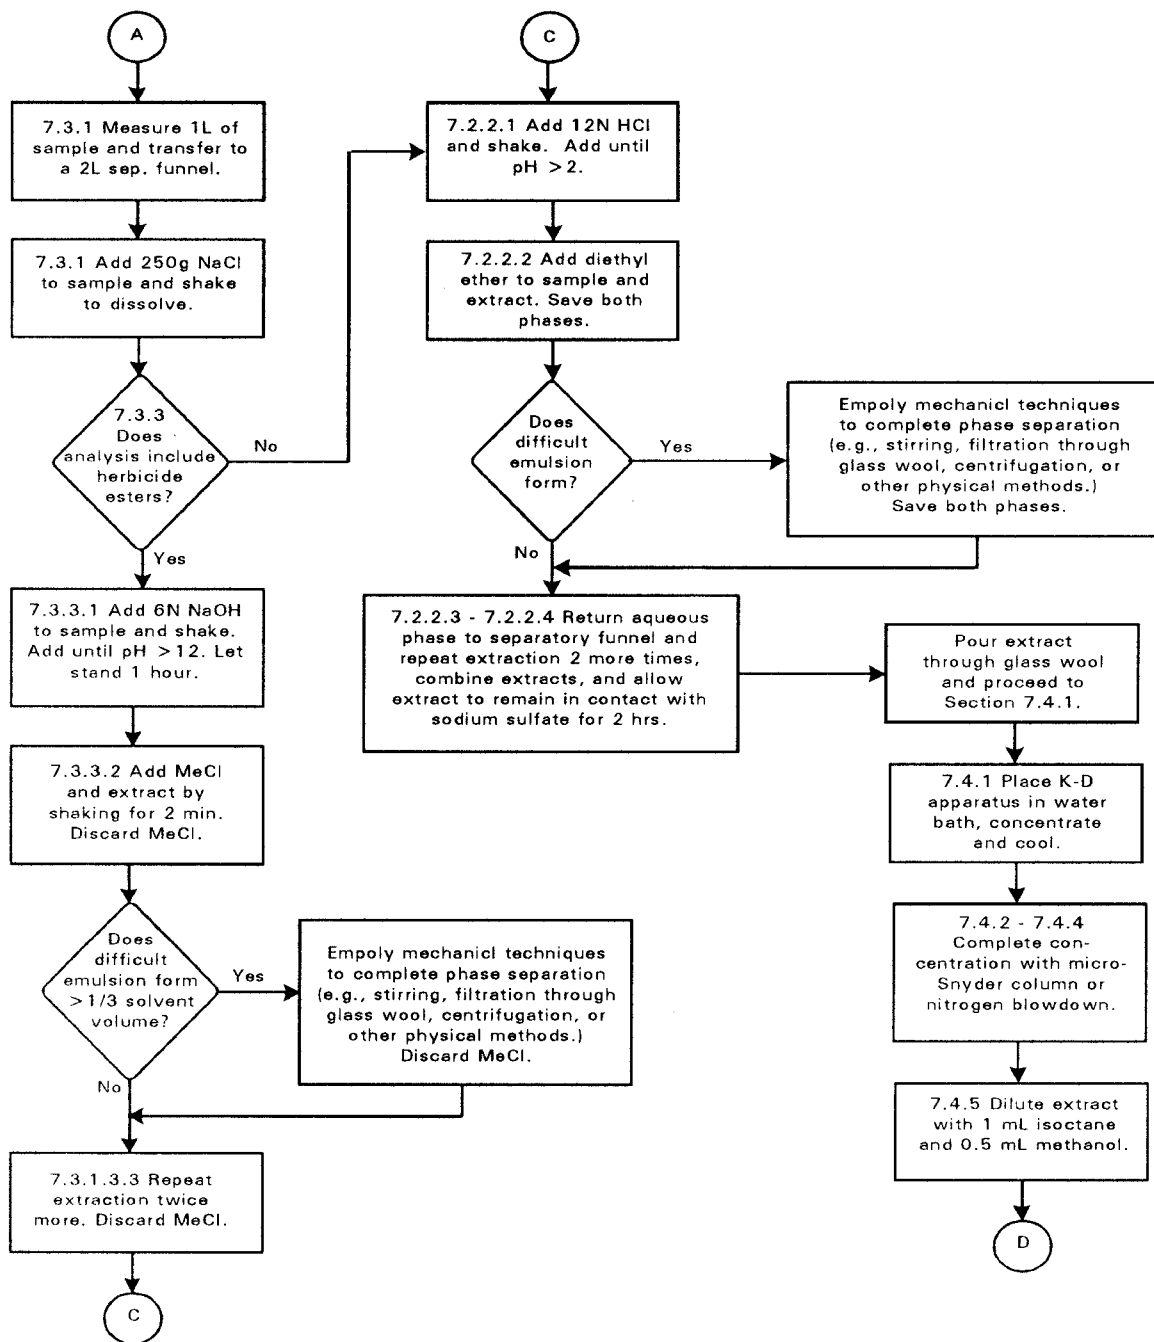 A
7.3.1 Measure 1L of
sample and transfer to
a 2L sep. funnel.
7.3.1 Add 250g NaCl
to sample and shake
to dissolve.
7.3.3
Does
analysis include
herbicide
esters?
No
Yes
7.3.3.1 Add 6N NaOH
to sample and shake.
Add until pH >12. Let
stand 1 hour.
7.3.3.2 Add MeCl
and extract by
shaking for 2 min.
Discard MeCl.
Does
difficult
emulsion form
>1/3 solvent
volume?
Yes
Empoly mechanicl techniques
to complete phase separation
(e.g., stirring, filtration through
glass wool, centrifugation, or
other physical methods.)
Discard MeCl.
No
7.3.1.3.3 Repeat
extraction twice
more. Discard MeCl.
C
C
7.2.2.1 Add 12N HCl
and shake. Add until
pH >2.
7.2.2.2 Add diethyl
ether to sample and
extract. Save both
phases.
Does
difficult
emulsion
form?
Yes
Empoly mechanicl techniques
to complete phase separation
(e.g., stirring, filtration through
glass wool, centrifugation, or
other physical methods.)
Save both phases.
No
7.2.2.3 - 7.2.2.4 Return aqueous
phase to separatory funnel and
repeat extraction 2 more times,
combine extracts, and allow
extract to remain in contact with
sodium sulfate for 2 hrs.
Pour extract
through glass wool
and proceed to
Section 7.4.1.
7.4.1 Place K-D
apparatus in water
bath, concentrate
and cool.
7.4.2 - 7.4.4
Complete con-
centration with micro-
Snyder column or
nitrogen blowdown.
7.4.5 Dilute extract
with 1 mL isoctane
and 0.5 mL methanol.
D